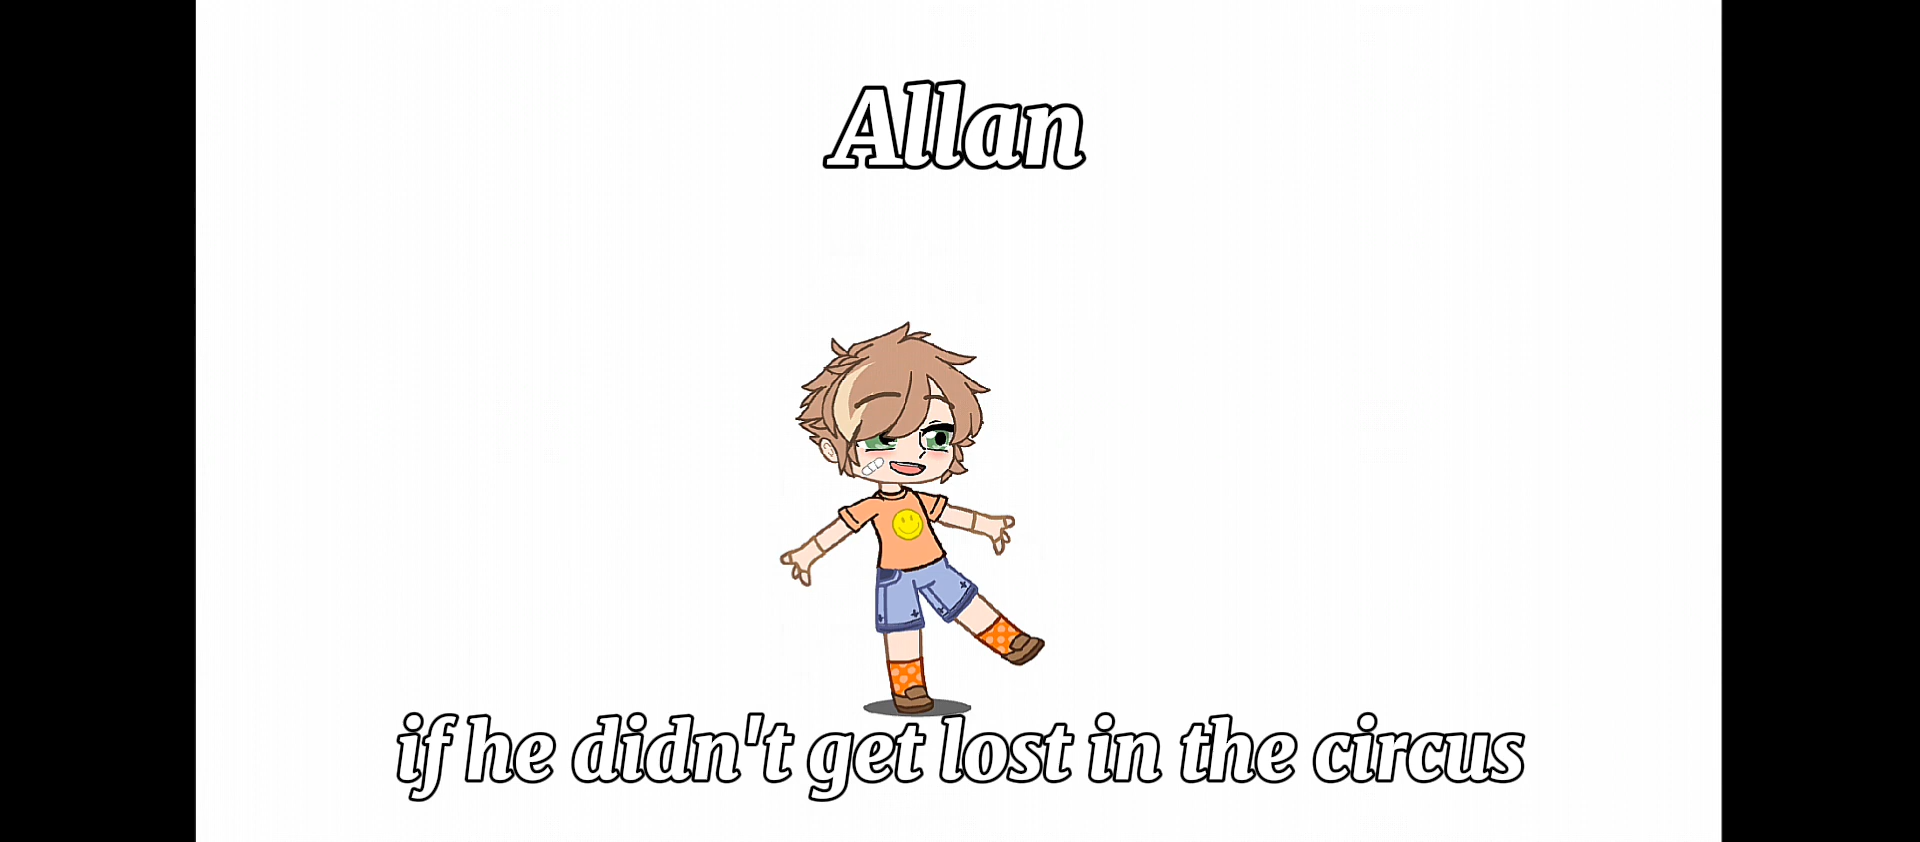 Allan
if he didn't get lost in the circus